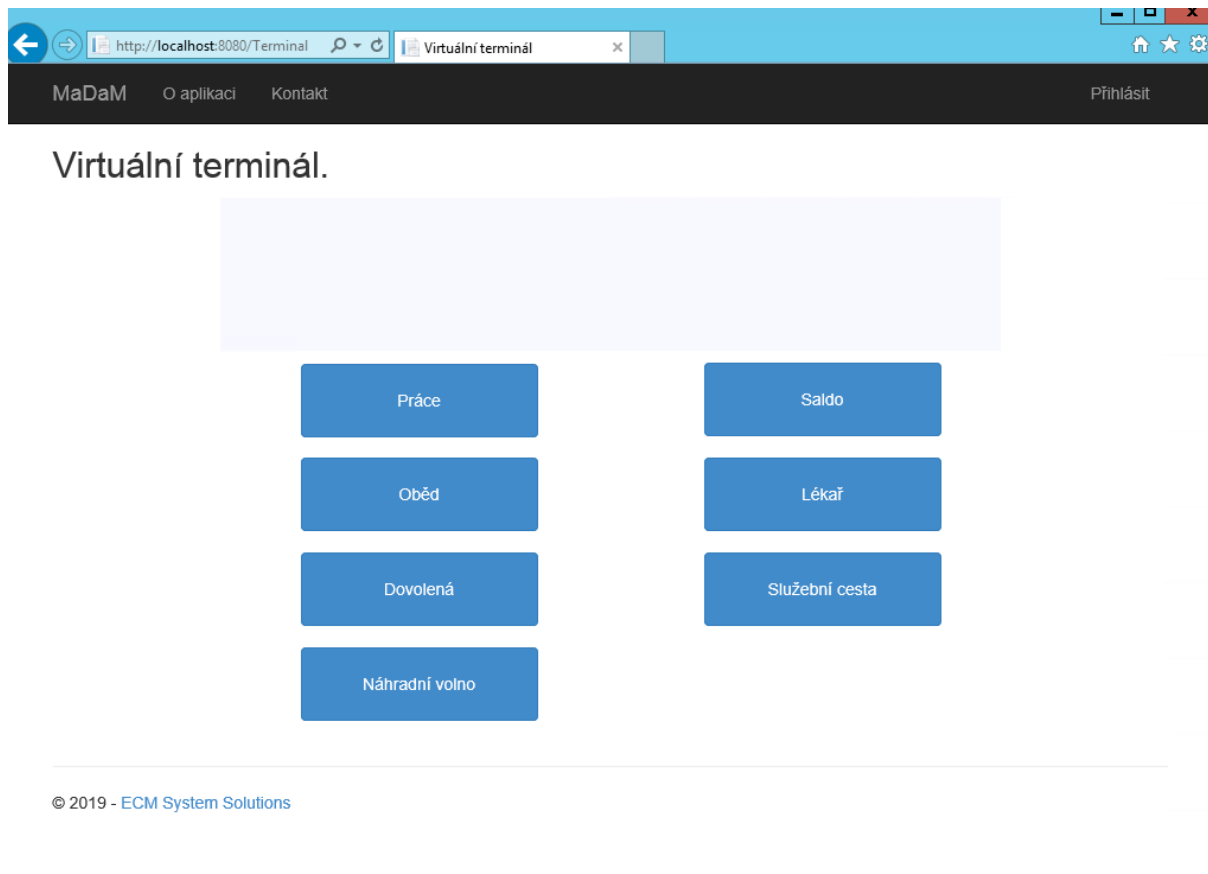 http://localhost:8080/Terminal
Virtuální terminál
MaDaM O aplikaci Kontakt Přihlásit
Virtuální terminál.
Práce Saldo
Oběd Lékař
Dovolená Služební cesta
Náhradní volno
© 2019 - ECM System Solutions